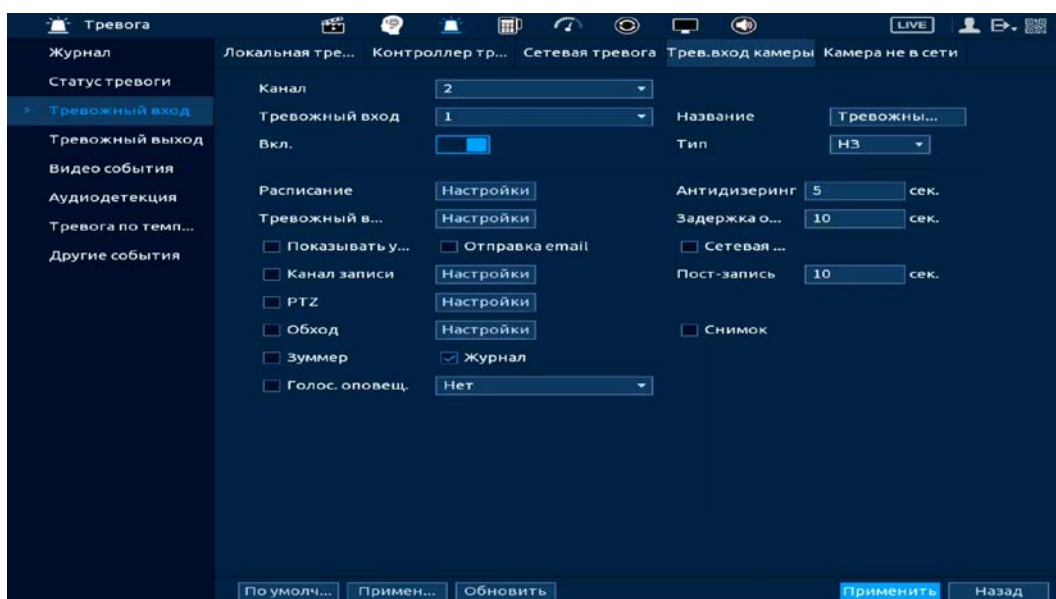 Тревога LIVE
Журнал
Статус тревоги
Тревожный вход
Тревожный выход
Видео события
Аудиодетекция
Тревога по темп...
Другие события
Локальная тре... Контроллер тр... Сетевая тревога Трев.вход камеры Камера не в сети
Канал 2
Тревожный вход 1 Название Тревожны...
Вкл. Тип НЗ
Расписание Настройки Антидизеринг 5 сек.
Тревожный в... Настройки Задержка о... 10 сек.
Показывать у... Отправка email Сетевая ...
Канал записи Настройки Пост-запись 10 сек.
PTZ Настройки
Обход Настройки Снимок
Зуммер Журнал
Голос. оповещ. Нет
По умолч... Примен... Обновить Применить Назад